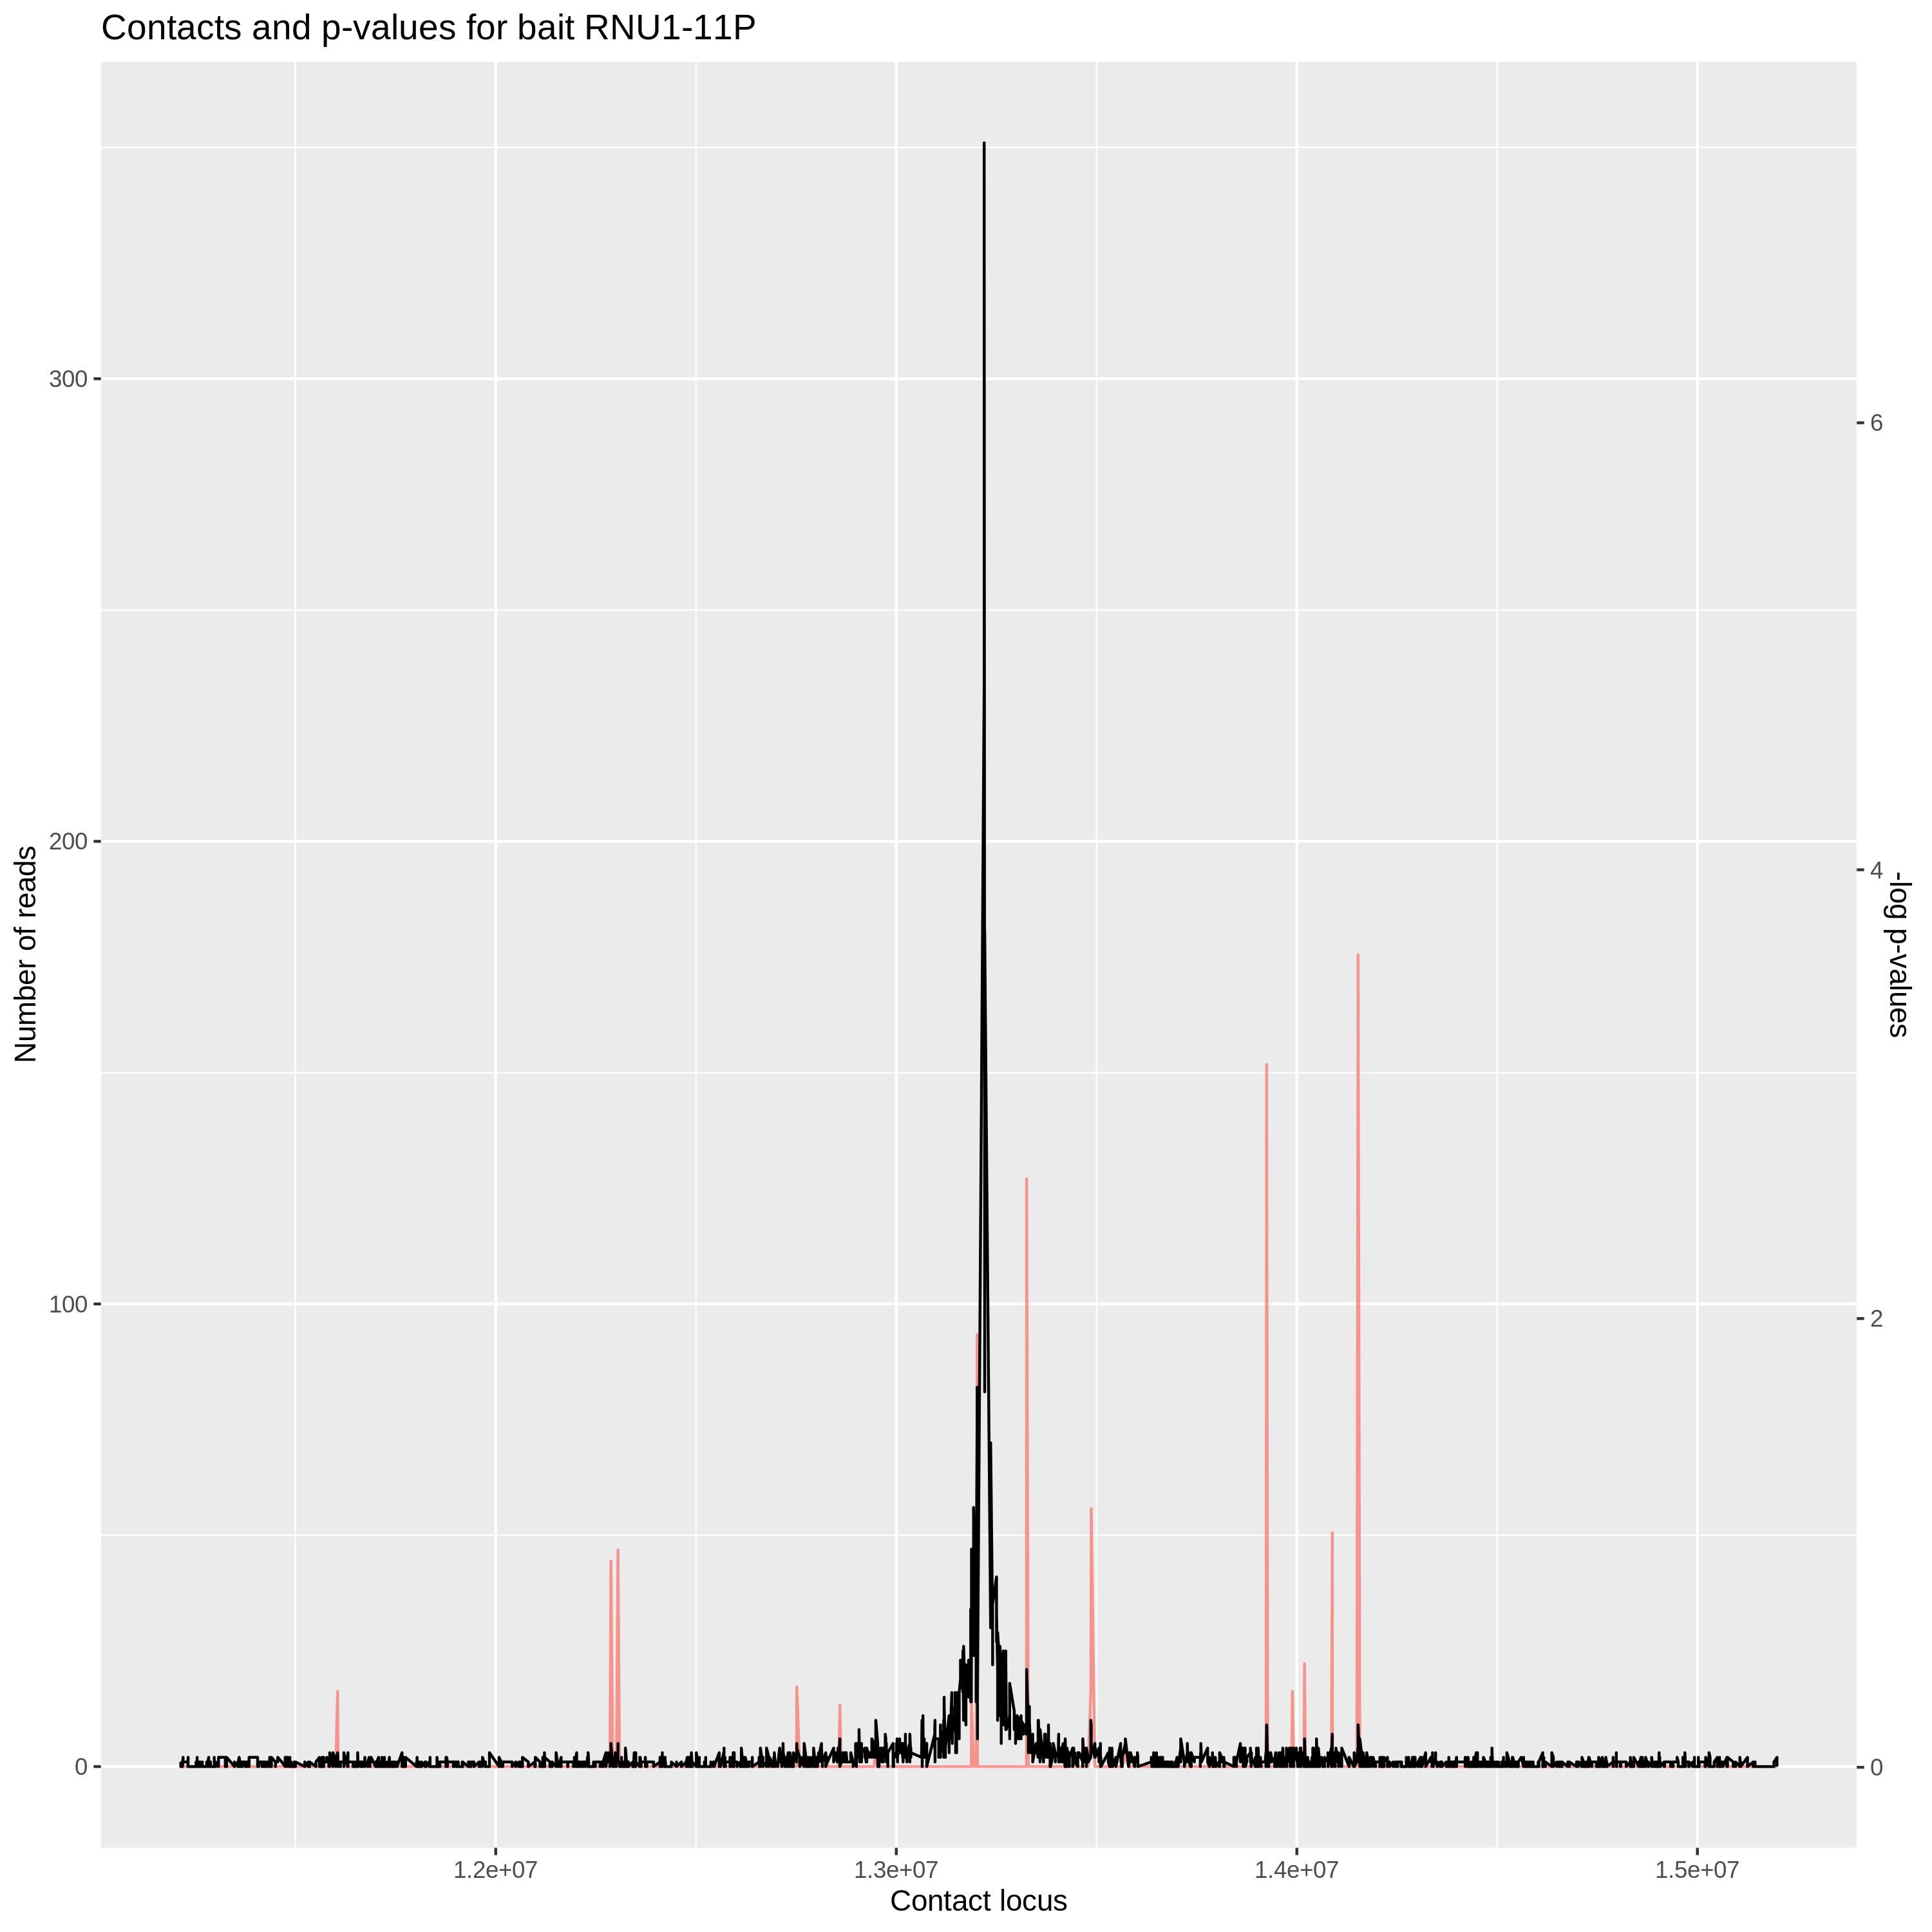 Contacts and p-values for bait RNU1-11P
300
200
100
0
Number of reads
6
4
2
0
-log p-values
1.2e+07
1.3e+07
1.4e+07
1.5e+07
Contact locus